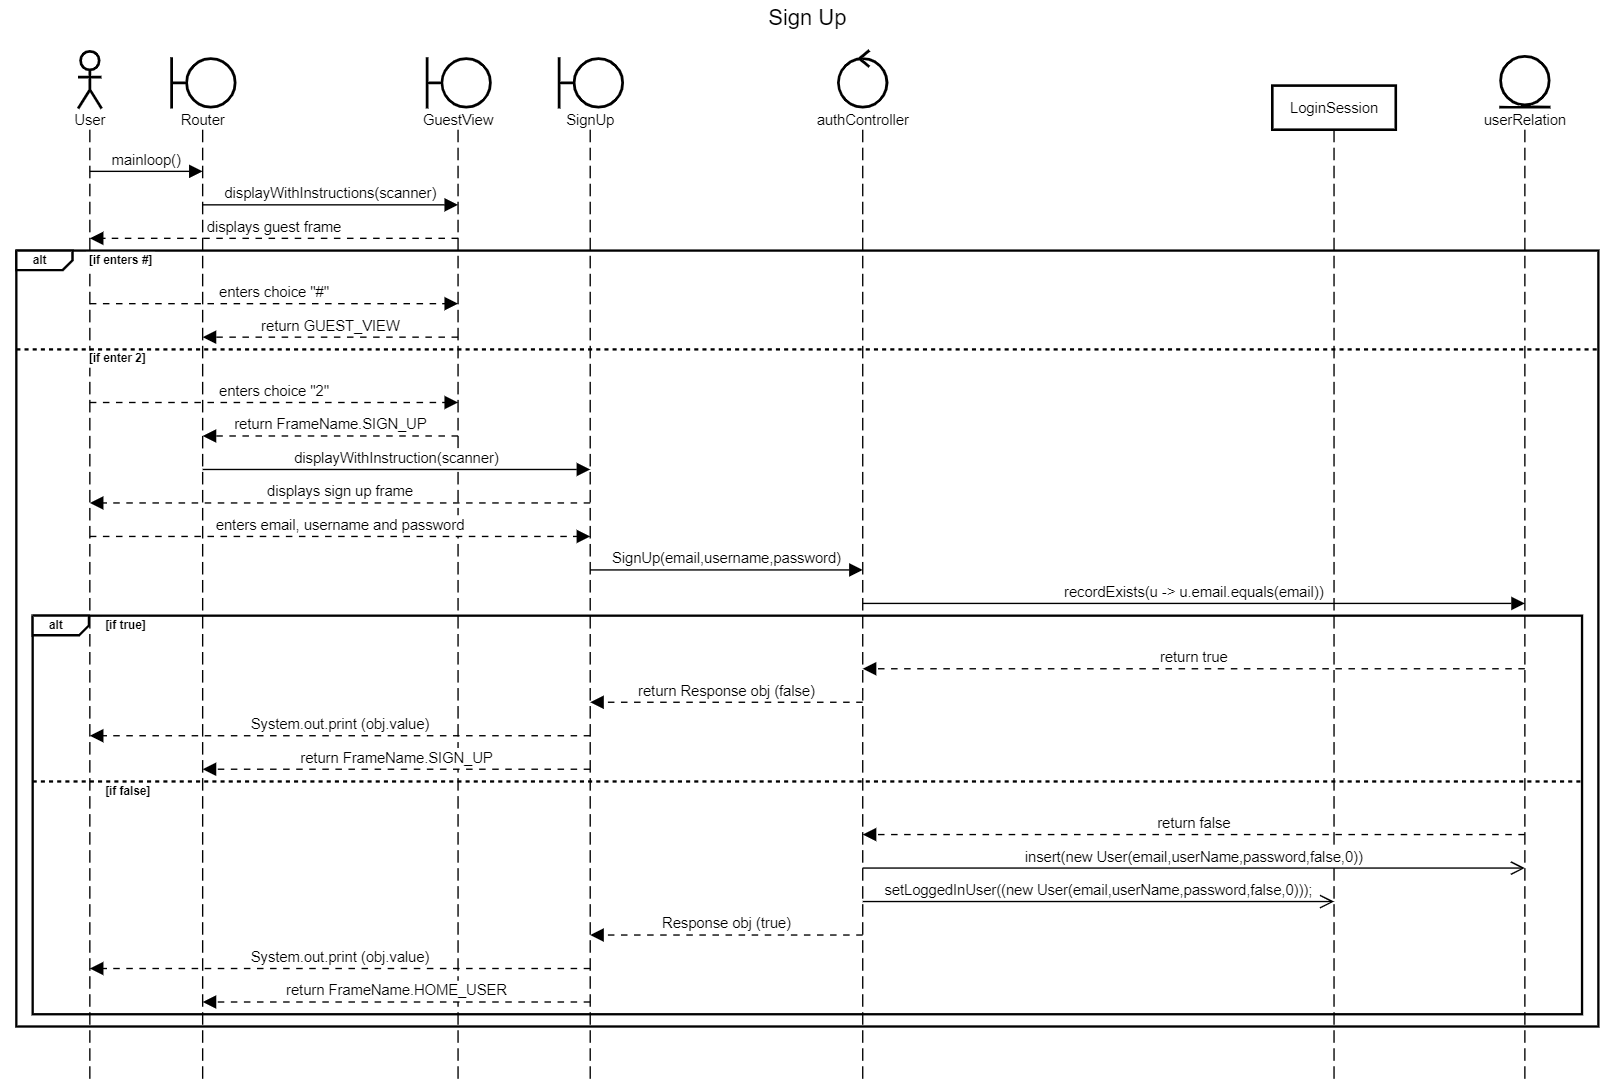 Sign Up
User
Router
GuestView
SignUp
authController
LoginSession
userRelation
mainloop()
displayWithInstructions(scanner)
displays guest frame
alt
[if enters #]
enters choice "#"
return GUEST_VIEW
[if enter 2]
enters choice "2"
return FrameName.SIGN_UP
displayWithInstruction(scanner)
displays sign up frame
enters email, username and password
SignUp(email,username,password)
recordExists(u -> u.email.equals(email))
alt
[if true]
return true
return Response obj (false)
System.out.print (obj.value)
return FrameName.SIGN_UP
[if false]
return false
insert(new User(email,userName,password,false,0))
setLoggedInUser((new User(email,userName,password,false,0)));
Response obj (true)
System.out.print (obj.value)
return FrameName.HOME_USER